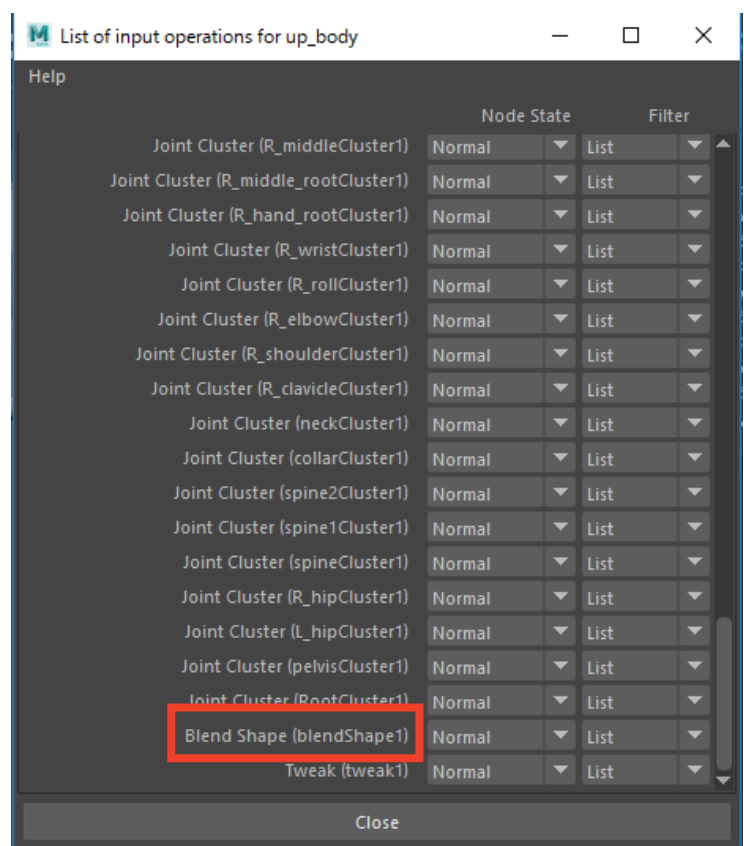 List of input operations for up_body
Help
Node State Filter
Joint Cluster (R_middleCluster1) Normal List
Joint Cluster (R_middle_rootCluster1) Normal List
Joint Cluster (R_hand_rootCluster1) Normal List
Joint Cluster (R_wristCluster1) Normal List
Joint Cluster (R_rollCluster1) Normal List
Joint Cluster (R_elbowCluster1) Normal List
Joint Cluster (R_shoulderCluster1) Normal List
Joint Cluster (R_clavicleCluster1) Normal List
Joint Cluster (neckCluster1) Normal List
Joint Cluster (collarCluster1) Normal List
Joint Cluster (spine2Cluster1) Normal List
Joint Cluster (spine1Cluster1) Normal List
Joint Cluster (spineCluster1) Normal List
Joint Cluster (R_hipCluster1) Normal List
Joint Cluster (L_hipCluster1) Normal List
Joint Cluster (pelvisCluster1) Normal List
Joint Cluster (RootCluster1) Normal List
Blend Shape (blendShape1) Normal List
Tweak (tweak1) Normal List
Close